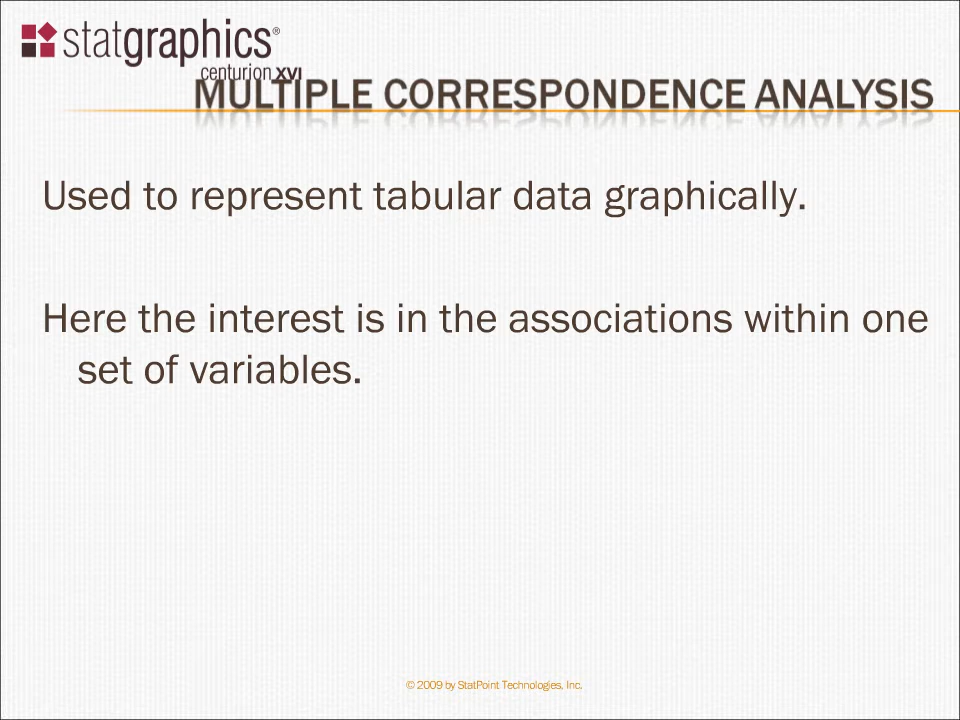 statgraphics®
centurion XVI
MULTIPLE CORRESPONDENCE ANALYSIS
Used to represent tabular data graphically.
Here the interest is in the associations within one
set of variables.
© 2009 by StatPoint Technologies, Inc.